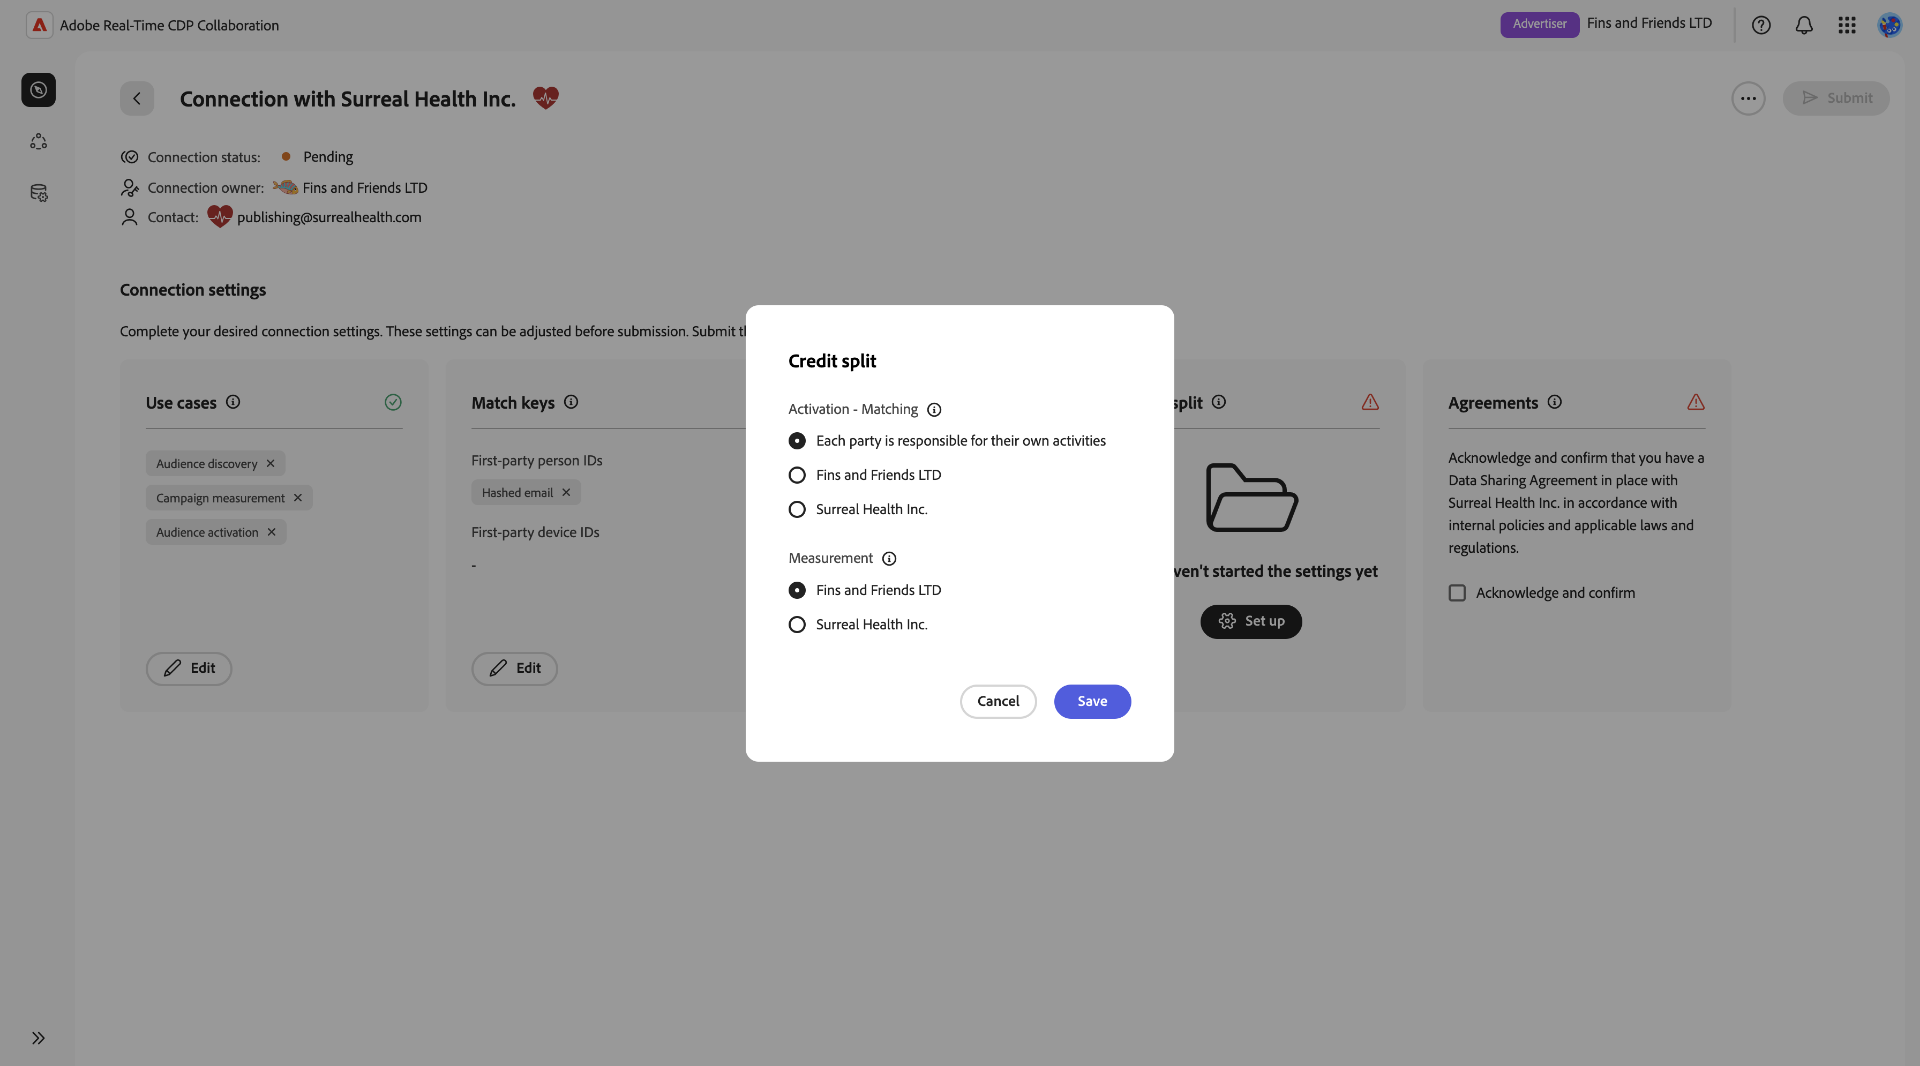 Adobe Real-Time CDP Collaboration
Advertiser
Fins and Friends LTD
Connection with Surreal Health Inc.
Submit
Connection status: Pending
Connection owner: Fins and Friends LTD
Contact: publishing@surrealhealth.com
Connection settings
Complete your desired connection settings. These settings can be adjusted before submission. Submit
Use cases
Audience discovery
Campaign measurement
Audience activation
Edit
Match keys
First-party person IDs
Hashed email
First-party device IDs
-
Edit
Credit split
Activation - Matching
Each party is responsible for their own activities
Fins and Friends LTD
Surreal Health Inc.
Measurement
Fins and Friends LTD
Surreal Health Inc.
Cancel
Save
split
ven't started the settings yet
Set up
Agreements
Acknowledge and confirm that you have a
Data Sharing Agreement in place with
Surreal Health Inc. in accordance with
internal policies and applicable laws and
regulations.
Acknowledge and confirm